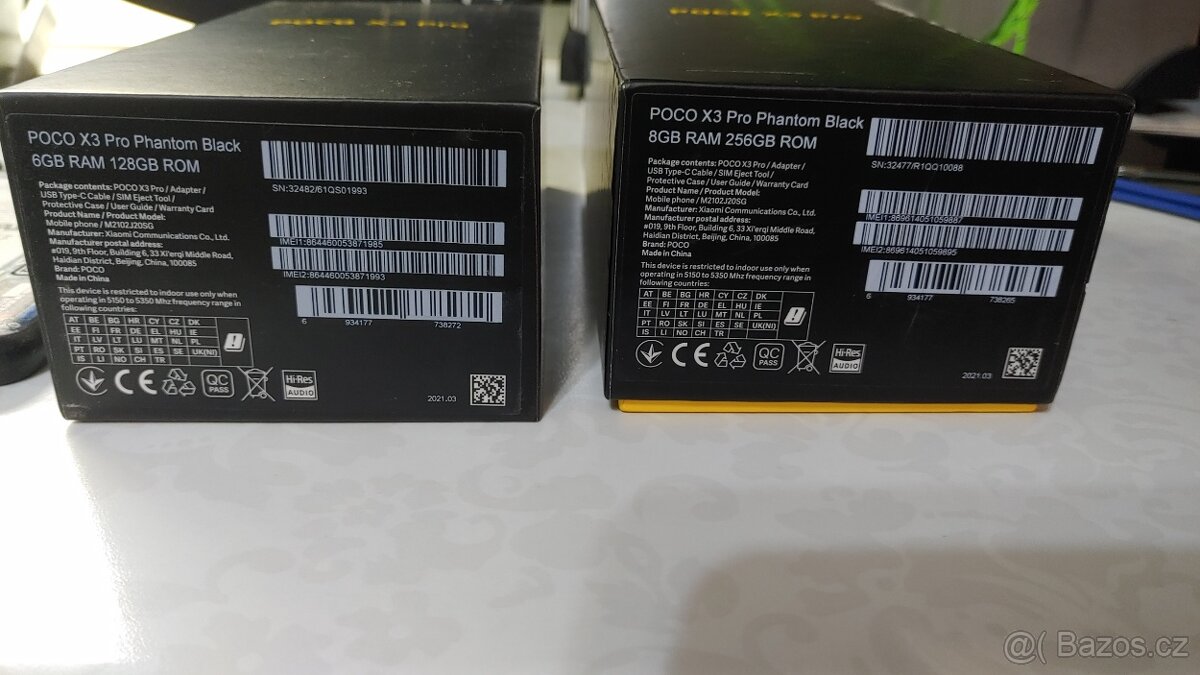 POCO X3 Pro
POCO X3 Pro Phantom Black
6GB RAM 128GB ROM
Package contents: POCO X3 Pro / Adapter /
USB Type-C Cable / SIM Eject Tool /
Protective Case / User Guide / Warranty Card
Product Name / Product Model:
Mobile phone / M2102J20SG
Manufacturer: Xiaomi Communications Co., Ltd.
Manufacturer postal address:
#019, 9th Floor, Building 6, 33 Xi'erqi Middle Road,
Haidian District, Beijing, China, 100085
Brand: POCO
Made in China
This device is restricted to indoor use only when
operating in 5150 to 5350 Mhz frequency range in
following countries:
AT BE BG HR CY CZ DK
EE FI FR DE EL HU IE
IT LV LT LU MT NL PL
PT RO SK SI ES SE UK(NI)
IS LI NO CH TR
CE
QC
PASS
Hi-Res
AUDIO
SN:32482/61QS01993
IMEI1:864460053871985
IMEI2:864460053871993
6 934177 738272
2021.03
POCO X3 Pro
POCO X3 Pro Phantom Black
8GB RAM 256GB ROM
Package contents: POCO X3 Pro / Adapter /
USB Type-C Cable / SIM Eject Tool /
Protective Case / User Guide / Warranty Card
Product Name / Product Model:
Mobile phone / M2102J20SG
Manufacturer: Xiaomi Communications Co., Ltd.
Manufacturer postal address:
#019, 9th Floor, Building 6, 33 Xi'erqi Middle Road,
Haidian District, Beijing, China, 100085
Brand: POCO
Made in China
This device is restricted to indoor use only when
operating in 5150 to 5350 Mhz frequency range in
following countries:
AT BE BG HR CY CZ DK
EE FI FR DE EL HU IE
IT LV LT LU MT NL PL
PT RO SK SI ES SE UK(NI)
IS LI NO CH TR
CE
QC
PASS
Hi-Res
AUDIO
SN:32477/R1QQ10088
IMEI1:869614051059887
IMEI2:869614051059895
6 934177 738265
2021.03
@( Bazos.cz